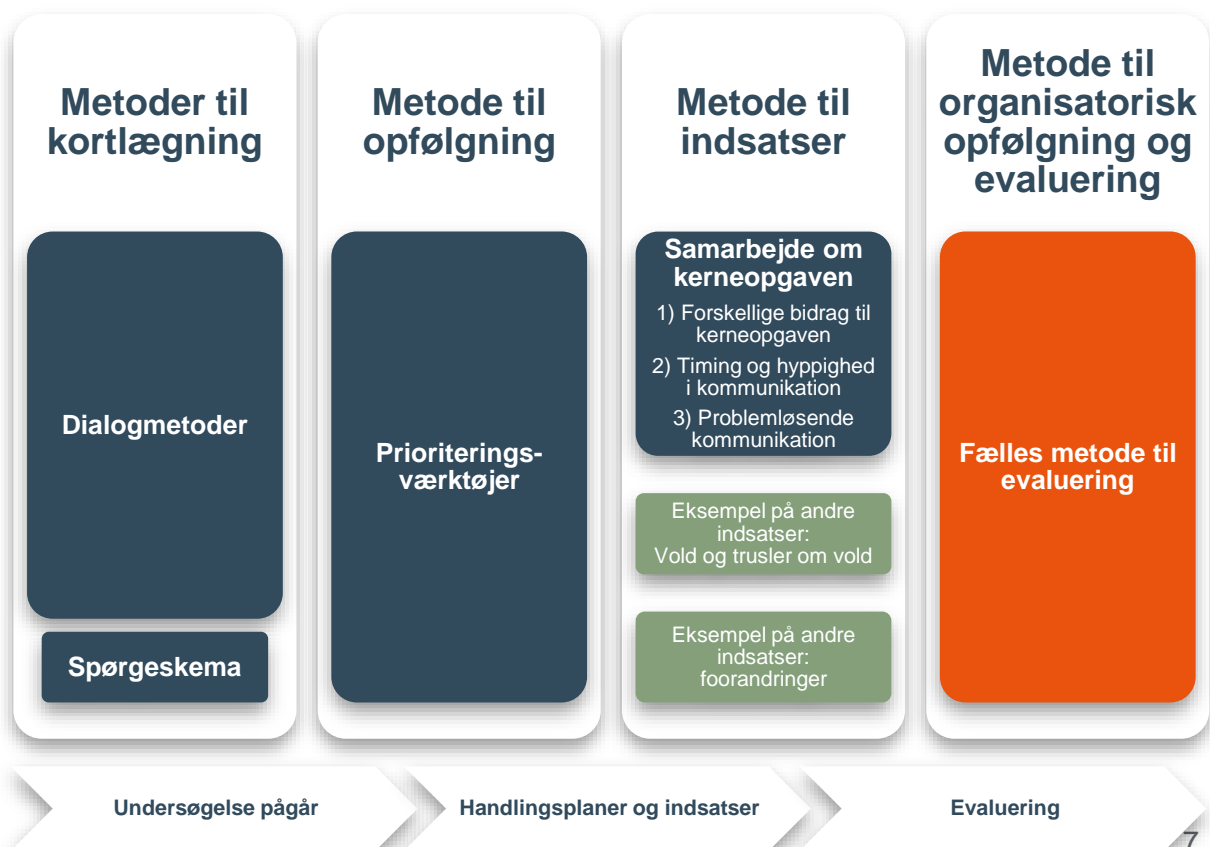 Metoder til
kortlægning
Dialogmetoder
Spørgeskema
Metode til
opfølgning
Prioriterings-
værktøjer
Metode til
indsatser
Samarbejde om
kerneopgaven
1) Forskellige bidrag til
kerneopgaven
2) Timing og hyppighed
i kommunikation
3) Problemløsende
kommunikation
Eksempel på andre
indsatser:
Vold og trusler om vold
Eksempel på andre
indsatser:
foorandringer
Metode til
organisatorisk
opfølgning og
evaluering
Fælles metode til
evaluering
Undersøgelse pågår
Handlingsplaner og indsatser
Evaluering
7